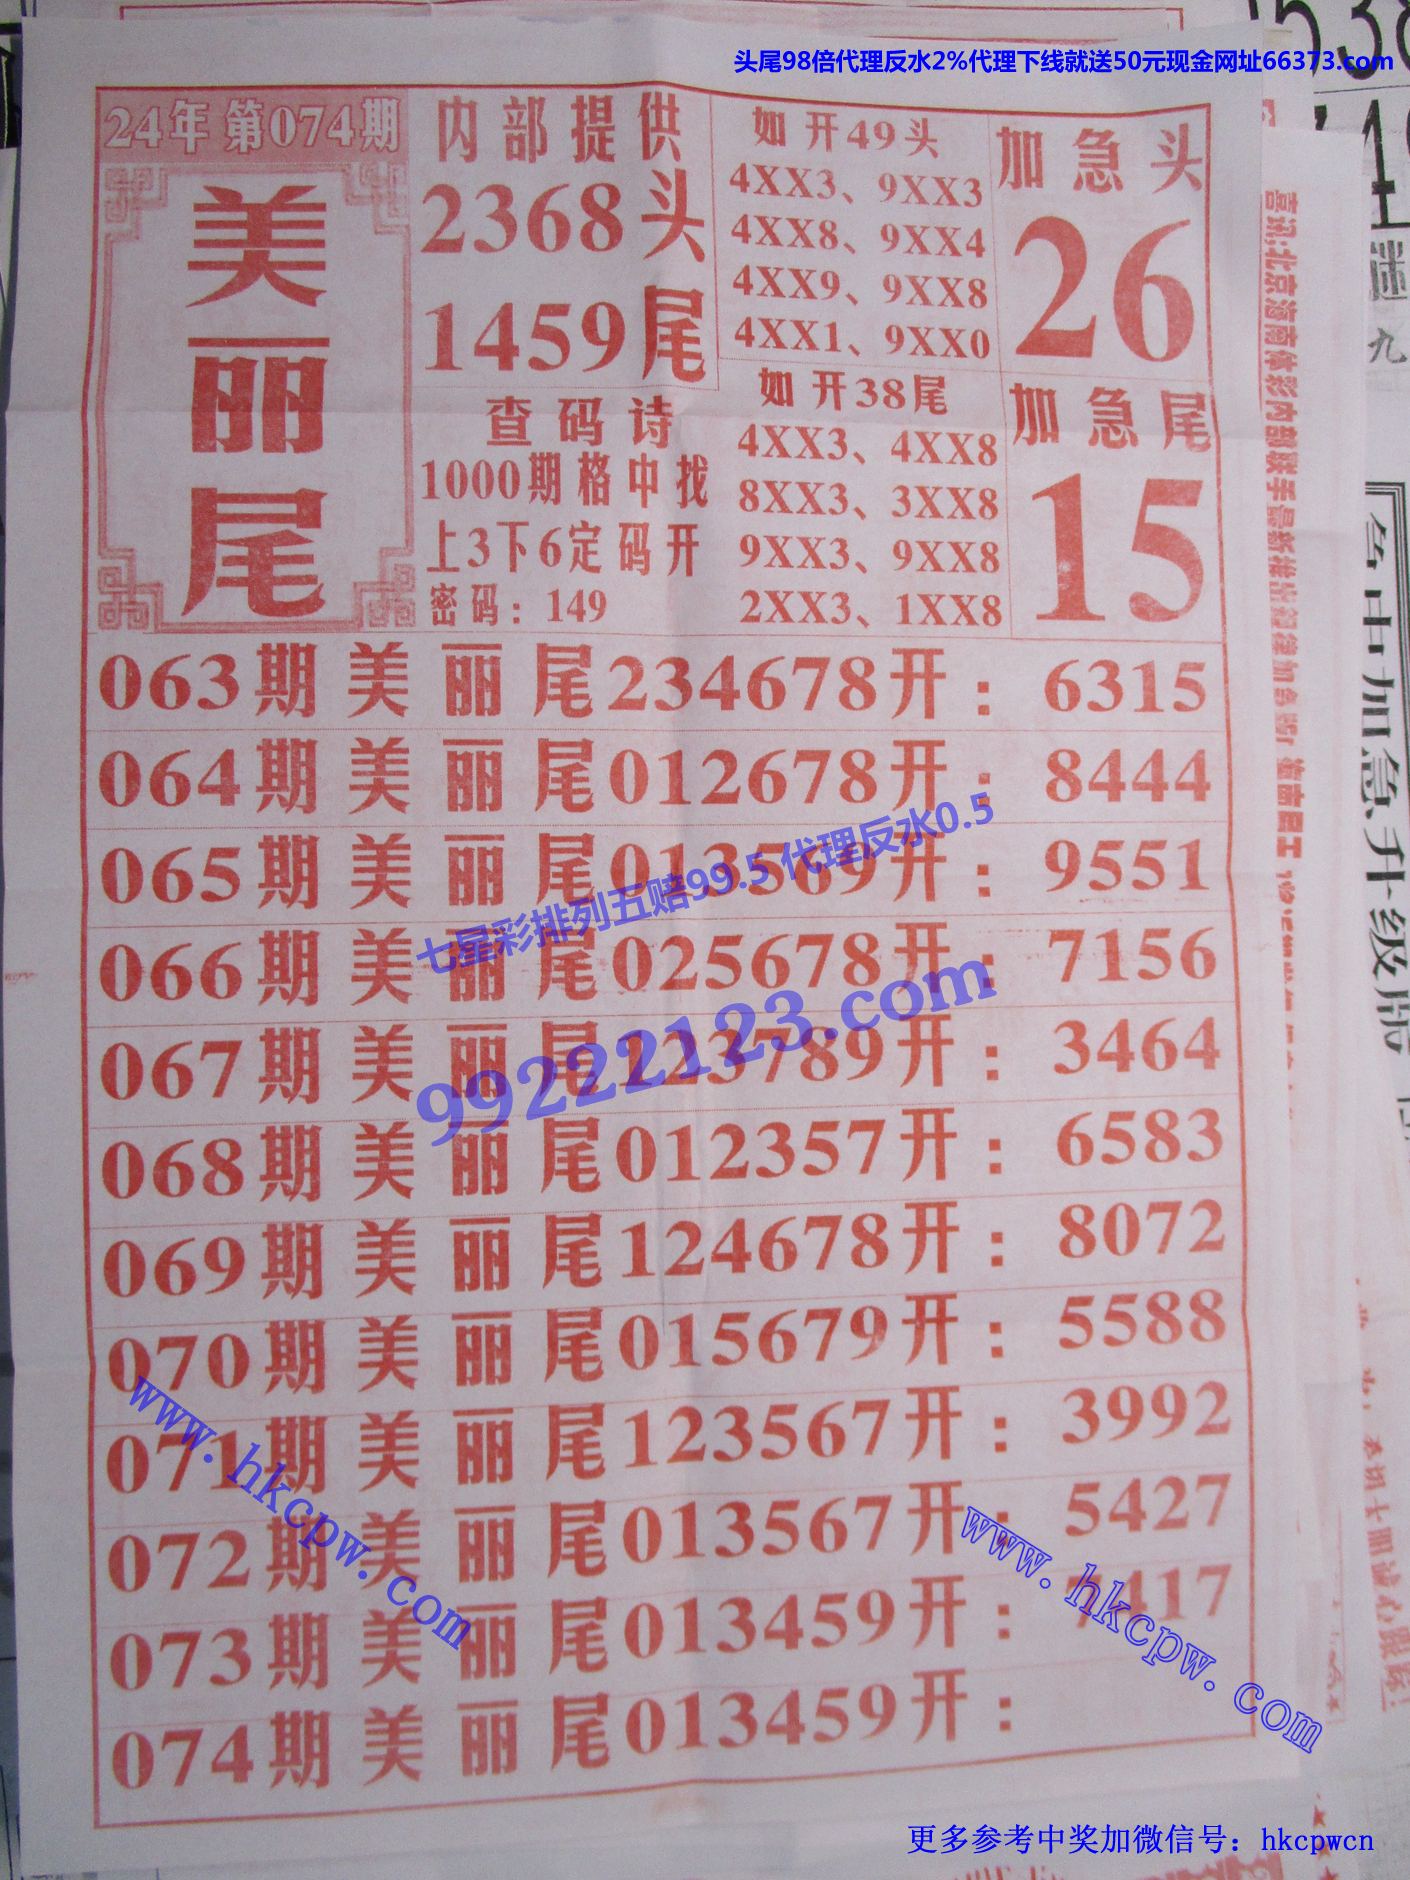 头尾98倍代理反水2%代理下线就送50元现金网址66373.com
24年 第074期
美丽尾
内部提供
2368头
1459尾
查码诗
1000期格中找
上3下6定码开
密码：149
如开49头
4XX3、9XX3
4XX8、9XX4
4XX9、9XX8
4XX1、9XX0
如开38尾
4XX3、4XX8
8XX3、3XX8
9XX3、9XX8
2XX3、1XX8
加急头
26
加急尾
15
063期美丽尾234678开：6315
064期美丽尾012678开：8444
065期美丽尾013569开：9551
066期美丽尾025678开：7156
067期美丽尾123789开：3464
068期美丽尾012357开：6583
069期美丽尾124678开：8072
070期美丽尾015679开：5588
071期美丽尾123567开：3992
072期美丽尾013567开：5427
073期美丽尾013459开：7417
074期美丽尾013459开：
七星彩排列五赔99.5 代理反水0.5
99222123.com
www.hkcpw.com
www.hkcpw.com
更多参考中奖加微信号：hkcpwcn